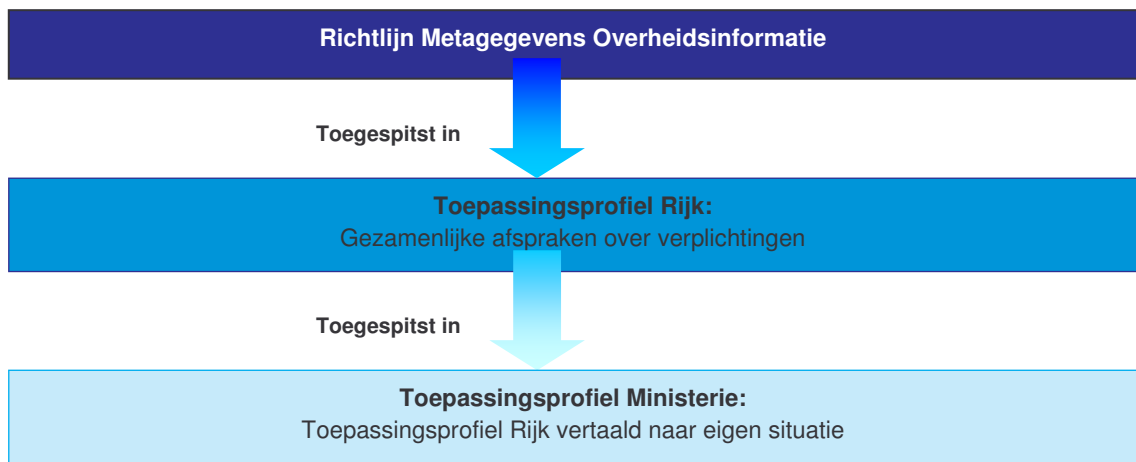 Richtlijn Metagegevens Overheidsinformatie
Toegespitst in
Toepassingsprofiel Rijk:
Gezamenlijke afspraken over verplichtingen
Toegespitst in
Toepassingsprofiel Ministerie:
Toepassingsprofiel Rijk vertaald naar eigen situatie